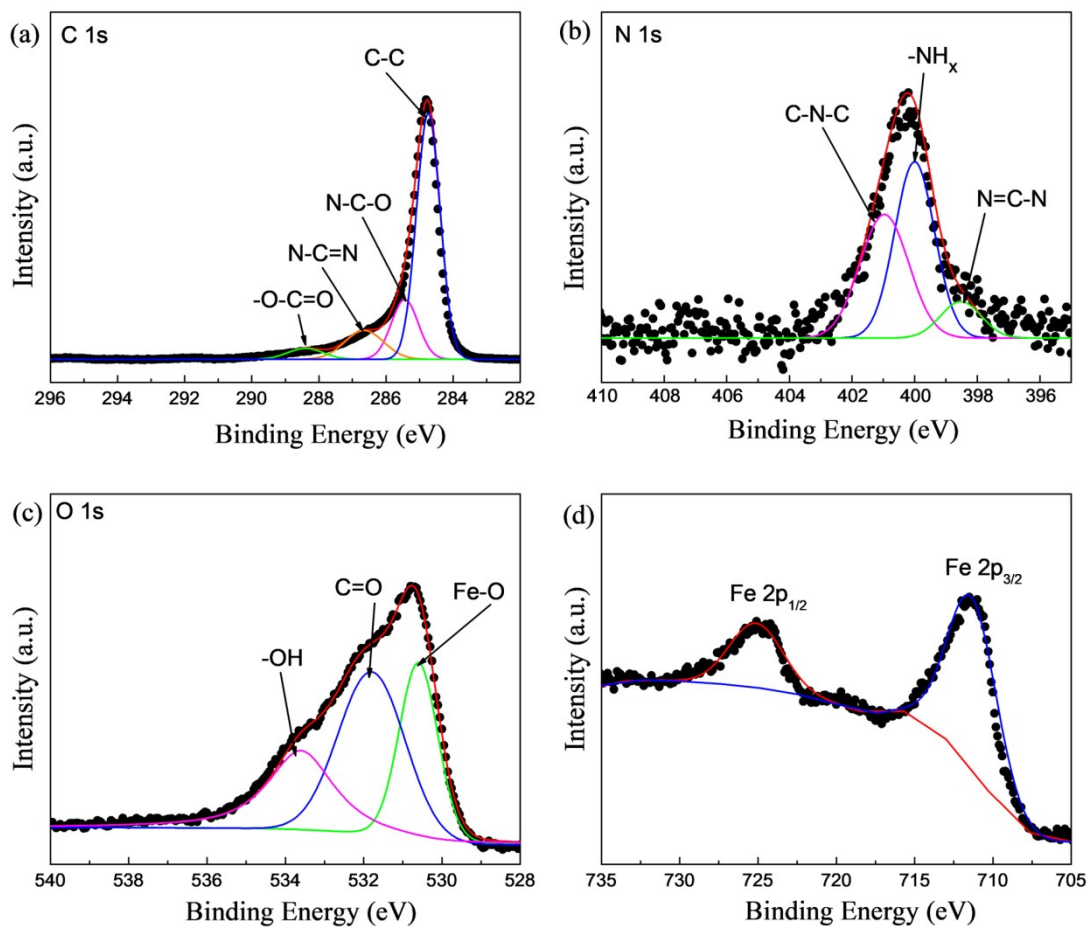 (a)
C 1s
C-C
N-C-O
N-C=N
-O-C=O
Intensity (a.u.)
296 294 292 290 288 286 284 282
Binding Energy (eV)
(b)
N 1s
-NHₓ
C-N-C
N=C-N
Intensity (a.u.)
410 408 406 404 402 400 398 396
Binding Energy (eV)
(c)
O 1s
C=O
Fe-O
-OH
Intensity (a.u.)
540 538 536 534 532 530 528
Binding Energy (eV)
(d)
Fe 2p₃/₂
Fe 2p₁/₂
Intensity (a.u.)
735 730 725 720 715 710 705
Binding Energy (eV)